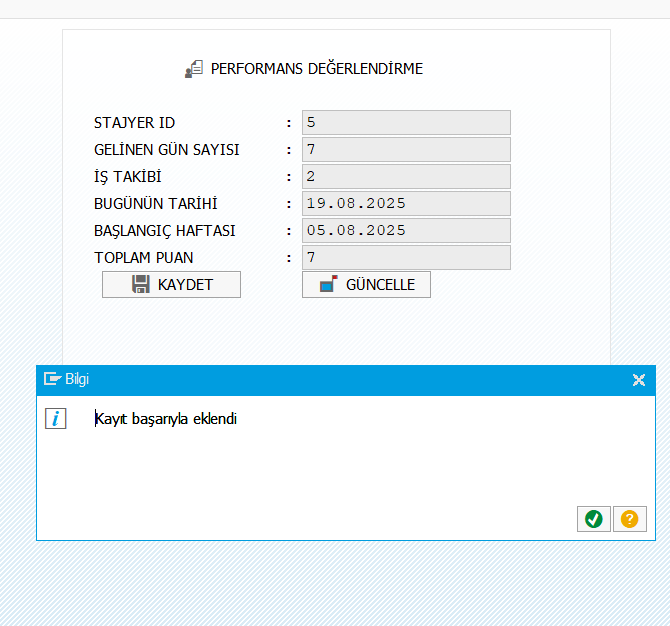 PERFORMANS DEĞERLENDİRME
STAJYER ID : 5
GELİNEN GÜN SAYISI : 7
İŞ TAKİBİ : 2
BUGÜNÜN TARİHİ : 19.08.2025
BAŞLANGIÇ HAFTASI : 05.08.2025
TOPLAM PUAN : 7
KAYDET GÜNCELLE
Bilgi
Kayıt başarıyla eklendi